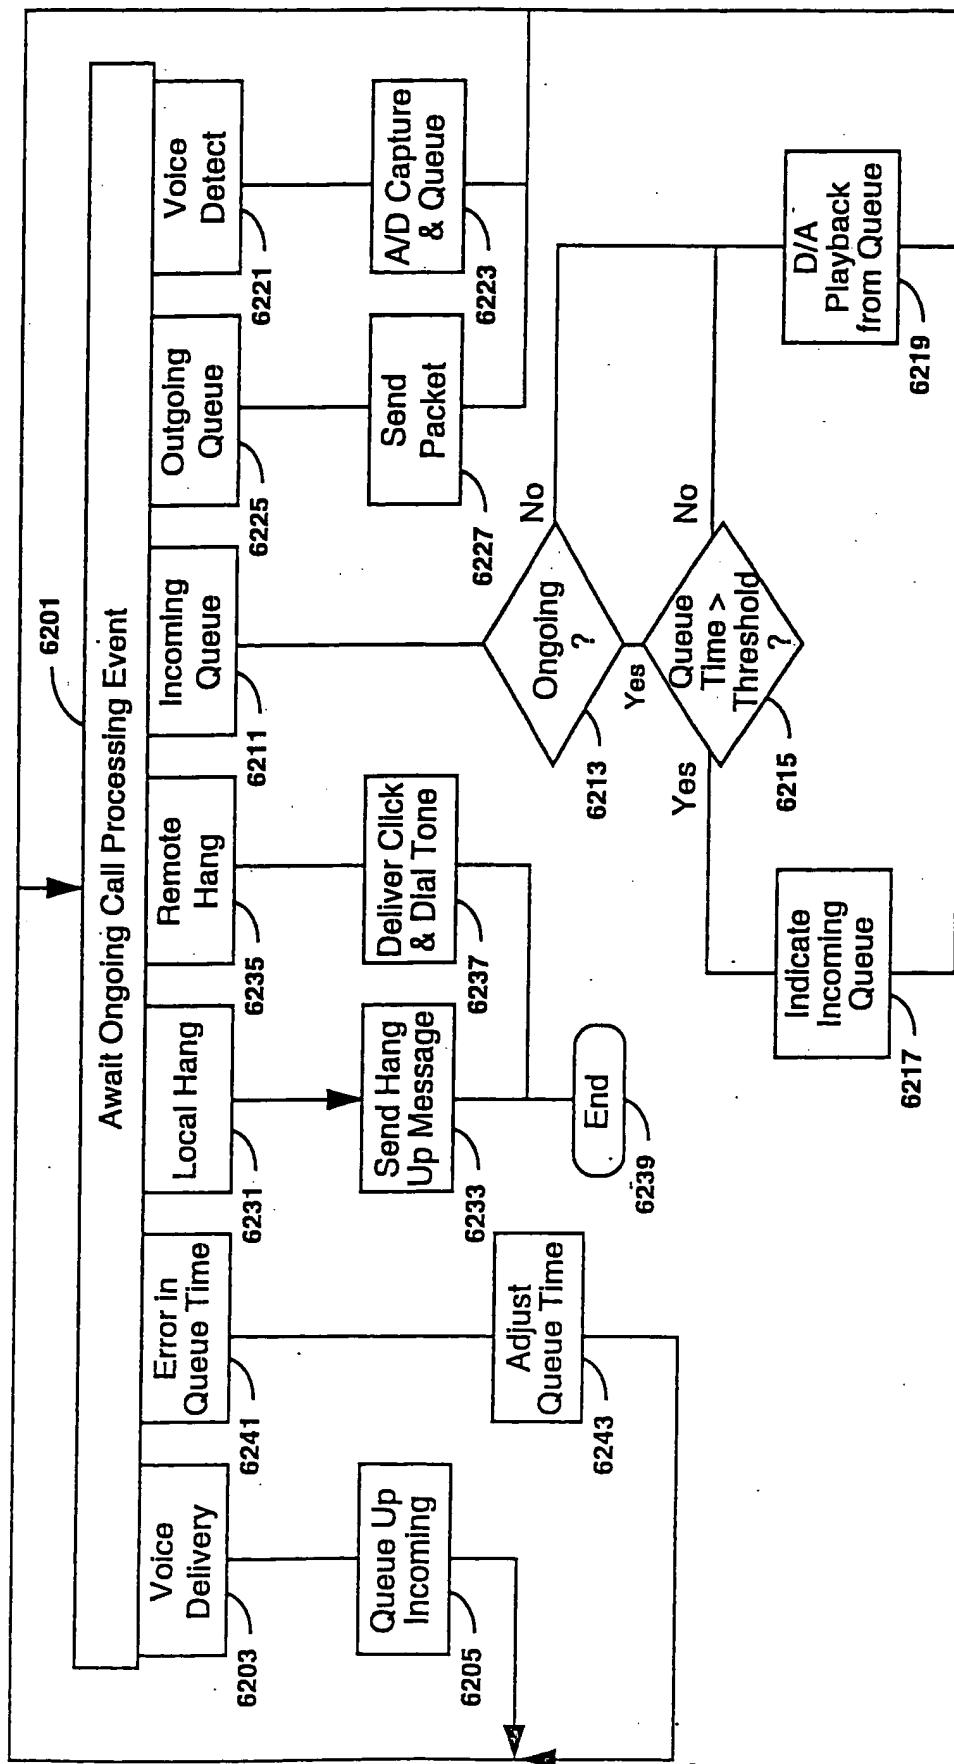 6201
Await Ongoing Call Processing Event
Voice
Delivery
6203
Error in
Queue Time
6241
Local Hang
6231
Remote
Hang
6235
Incoming
Queue
6211
Outgoing
Queue
6225
Voice
Detect
6221
Queue Up
Incoming
6205
Send Hang
Up Message
6233
Deliver Click
& Dial Tone
6237
Send
Packet
6227
A/D Capture
& Queue
6223
Adjust
Queue Time
6243
End
6239
Ongoing
?
6213
No
Yes
Queue
Time >
Threshold
?
6215
No
Yes
Indicate
Incoming
Queue
6217
D/A
Playback
from Queue
6219